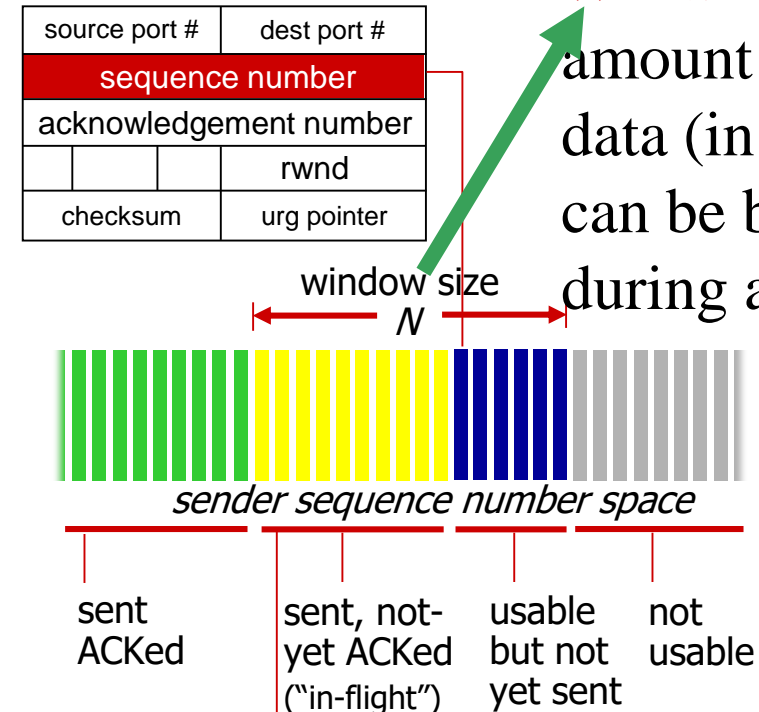 source port # dest port #
sequence number
acknowledgement number
rwnd
checksum urg pointer
amount
data (in
can be b
during a
window size
N
sender sequence number space
sent
ACKed
sent, not-
yet ACKed
("in-flight")
usable
but not
yet sent
not
usable